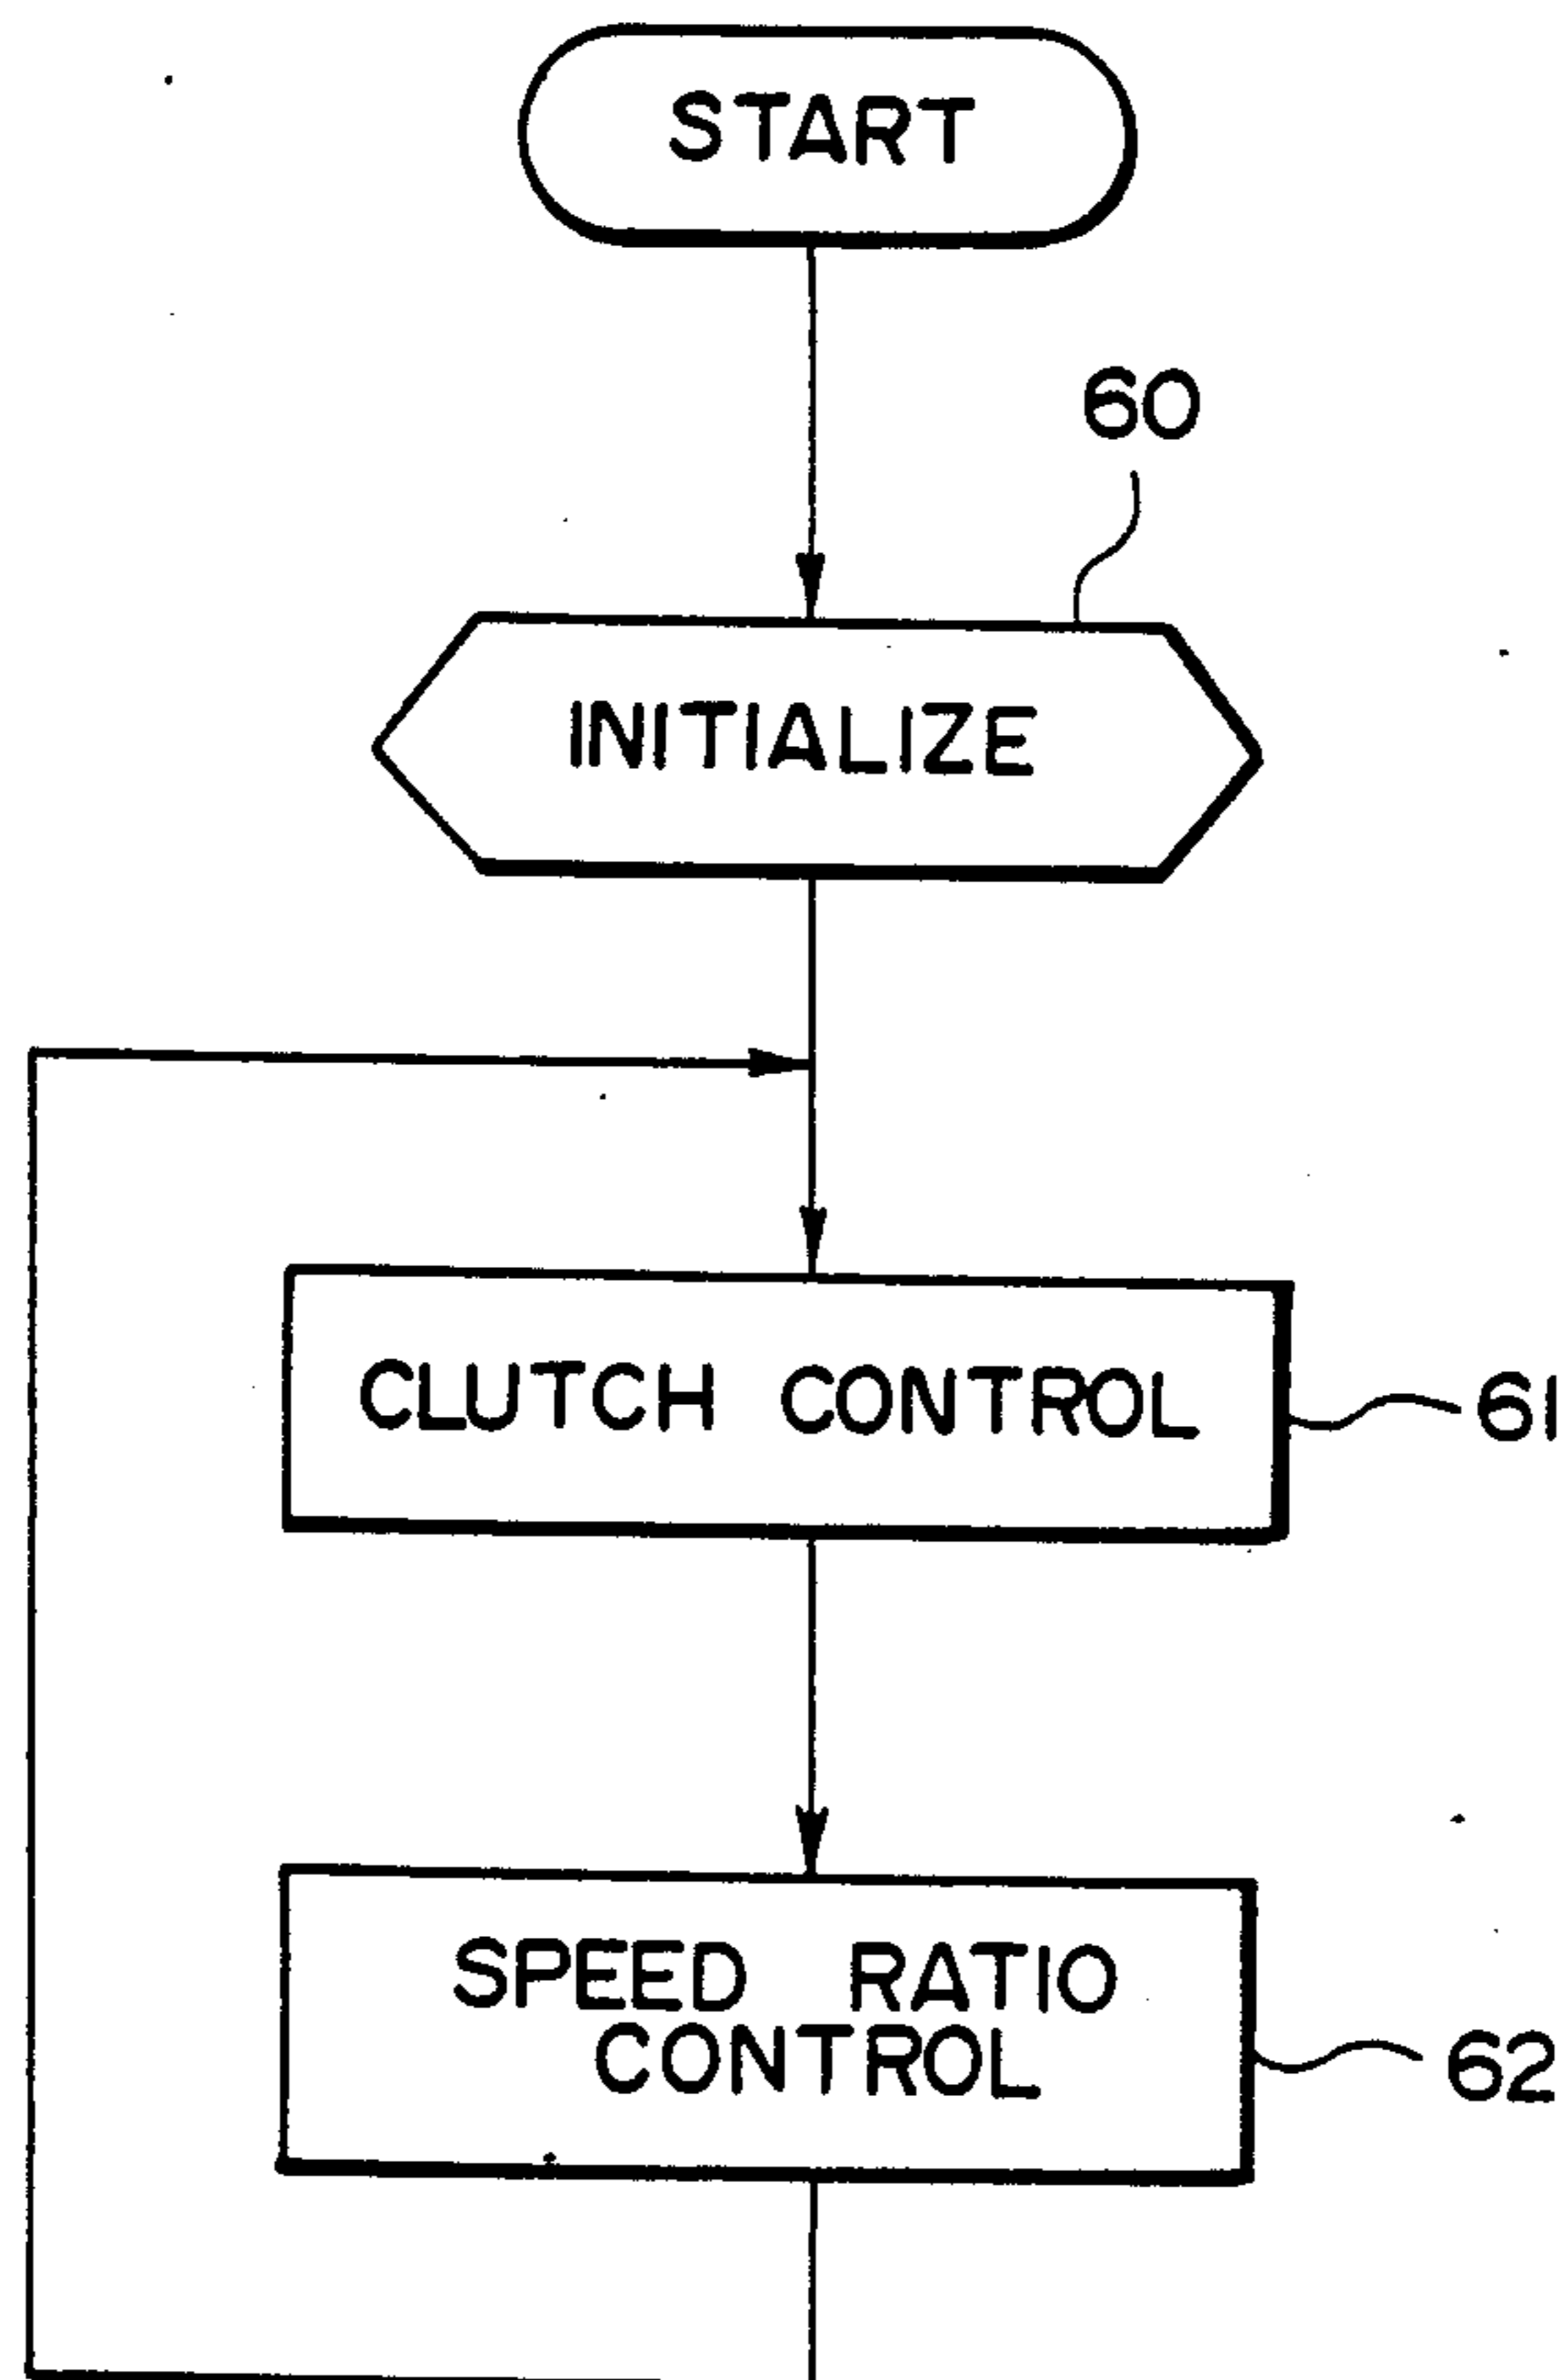 START
60
INITIALIZE
CLUTCH CONTROL
61
SPEED RATIO
CONTROL
62